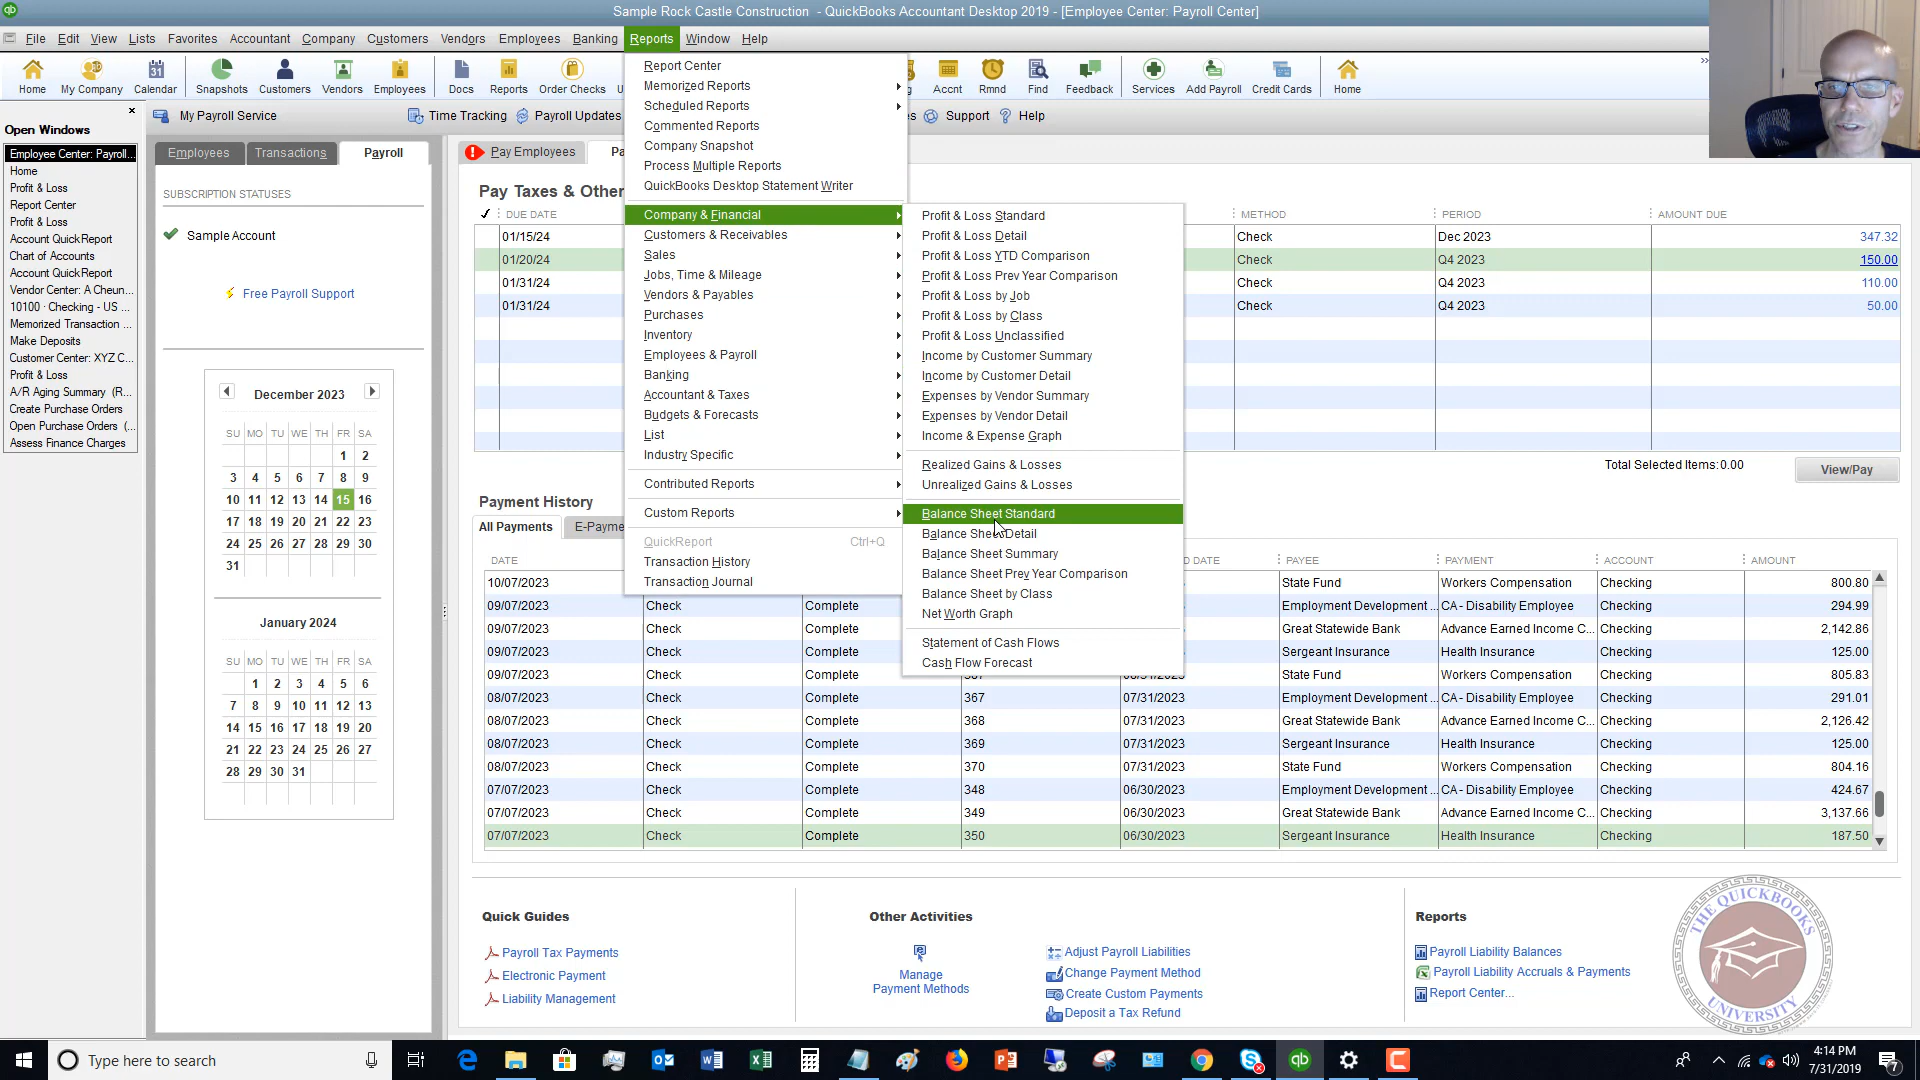 Sample Rock Castle Construction - QuickBooks Accountant Desktop 2019 - [Employee Center: Payroll Center]
File Edit View Lists Favorites Accountant Company Customers Vendors Employees Banking Reports Window Help
Home My Company Calendar Snapshots Customers Vendors Employees Docs Reports Order Checks Accnt Rmnd Find Feedback Services Add Payroll Credit Cards Home
My Payroll Service Time Tracking Payroll Updates Support Help
Open Windows
Employee Center: Payroll...
Home
Profit & Loss
Report Center
Profit & Loss
Account QuickReport
Chart of Accounts
Account QuickReport
Vendor Center: A Cheun...
10100 · Checking - US ...
Memorized Transaction ...
Make Deposits
Customer Center: XYZ C...
Profit & Loss
A/R Aging Summary (R...
Create Purchase Orders
Open Purchase Orders (...
Assess Finance Charges
Employees Transactions Payroll
SUBSCRIPTION STATUSES
Sample Account
Free Payroll Support
December 2023
SU MO TU WE TH FR SA
1 2
3 4 5 6 7 8 9
10 11 12 13 14 15 16
17 18 19 20 21 22 23
24 25 26 27 28 29 30
31
January 2024
SU MO TU WE TH FR SA
1 2 3 4 5 6
7 8 9 10 11 12 13
14 15 16 17 18 19 20
21 22 23 24 25 26 27
28 29 30 31
Report Center
Memorized Reports
Scheduled Reports
Commented Reports
Company Snapshot
Process Multiple Reports
QuickBooks Desktop Statement Writer
Company & Financial
Customers & Receivables
Sales
Jobs, Time & Mileage
Vendors & Payables
Purchases
Inventory
Employees & Payroll
Banking
Accountant & Taxes
Budgets & Forecasts
List
Industry Specific
Contributed Reports
Custom Reports
QuickReport Ctrl+Q
Transaction History
Transaction Journal
Profit & Loss Standard
Profit & Loss Detail
Profit & Loss YTD Comparison
Profit & Loss Prev Year Comparison
Profit & Loss by Job
Profit & Loss by Class
Profit & Loss Unclassified
Income by Customer Summary
Income by Customer Detail
Expenses by Vendor Summary
Expenses by Vendor Detail
Income & Expense Graph
Realized Gains & Losses
Unrealized Gains & Losses
Balance Sheet Standard
Balance Sheet Detail
Balance Sheet Summary
Balance Sheet Prev Year Comparison
Balance Sheet by Class
Net Worth Graph
Statement of Cash Flows
Cash Flow Forecast
Pay Employees Pa
Pay Taxes & Other
DUE DATE METHOD PERIOD AMOUNT DUE
01/15/24 Check Dec 2023 347.32
01/20/24 Check Q4 2023 150.00
01/31/24 Check Q4 2023 110.00
01/31/24 Check Q4 2023 50.00
Total Selected Items: 0.00 View/Pay
Payment History
All Payments E-Payme
DATE D DATE PAYEE PAYMENT ACCOUNT AMOUNT
10/07/2023 State Fund Workers Compensation Checking 800.80
09/07/2023 Check Complete Employment Development ... CA - Disability Employee Checking 294.99
09/07/2023 Check Complete Great Statewide Bank Advance Earned Income C... Checking 2,142.86
09/07/2023 Check Complete Sergeant Insurance Health Insurance Checking 125.00
09/07/2023 Check Complete State Fund Workers Compensation Checking 805.83
08/07/2023 Check Complete 367 07/31/2023 Employment Development ... CA - Disability Employee Checking 291.01
08/07/2023 Check Complete 368 07/31/2023 Great Statewide Bank Advance Earned Income C... Checking 2,126.42
08/07/2023 Check Complete 369 07/31/2023 Sergeant Insurance Health Insurance Checking 125.00
08/07/2023 Check Complete 370 07/31/2023 State Fund Workers Compensation Checking 804.16
07/07/2023 Check Complete 348 06/30/2023 Employment Development ... CA - Disability Employee Checking 424.67
07/07/2023 Check Complete 349 06/30/2023 Great Statewide Bank Advance Earned Income C... Checking 3,137.66
07/07/2023 Check Complete 350 06/30/2023 Sergeant Insurance Health Insurance Checking 187.50
Quick Guides
Payroll Tax Payments
Electronic Payment
Liability Management
Other Activities
Manage
Payment Methods
Adjust Payroll Liabilities
Change Payment Method
Create Custom Payments
Deposit a Tax Refund
Reports
Payroll Liability Balances
Payroll Liability Accruals & Payments
Report Center...
THE QUICKBOOKS
UNIVERSITY
Type here to search
4:14 PM
7/31/2019
7